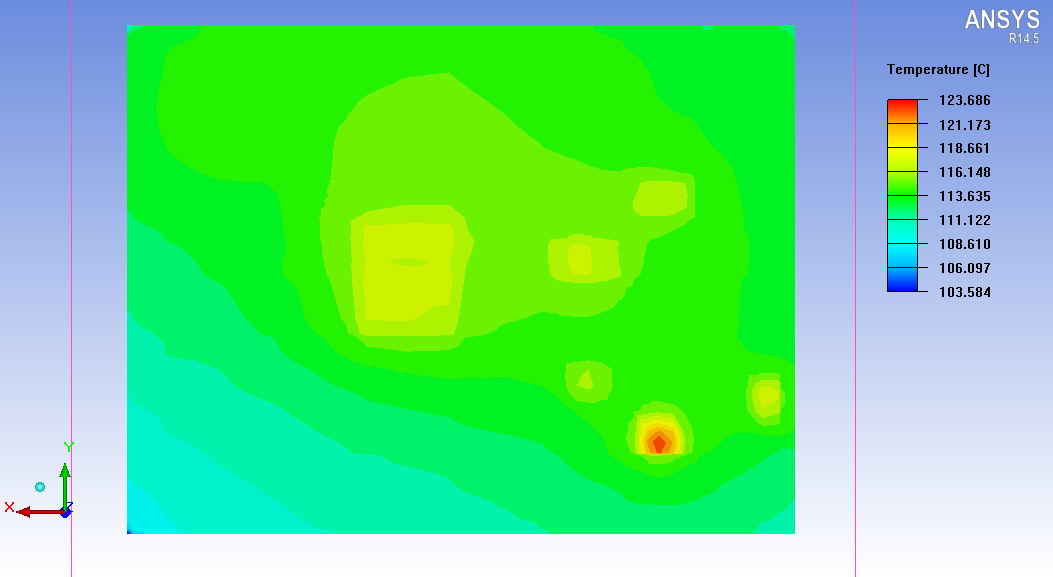 ANSYS
R14.5
Temperature [C]
123.686
121.173
118.661
116.148
113.635
111.122
108.610
106.097
103.584
Y
X
Z